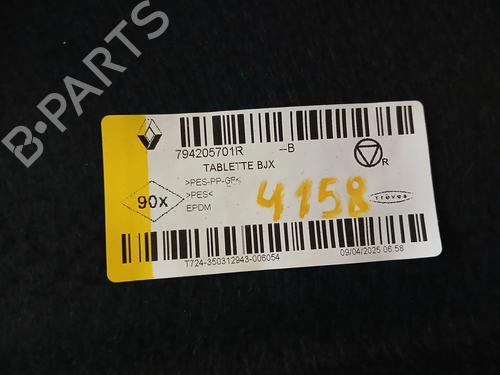 B-PARTS
794205701R --B
TABLETTE BJX
>PES-PP-GF<
>PES<
EPDM
90x
R
4158
Treves
T724-350312943-006054
09/04/2025 06:58